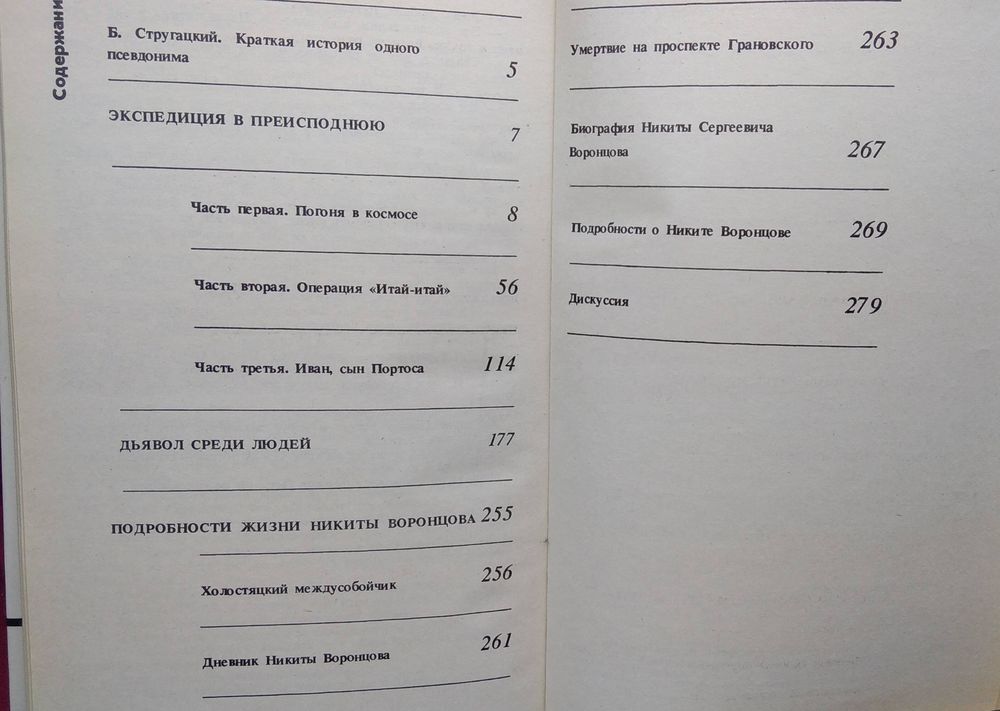 Содержани
Б. Стругацкий. Краткая история одного
псевдонима 5
ЭКСПЕДИЦИЯ В ПРЕИСПОДНЮЮ 7
Часть первая. Погоня в космосе 8
Часть вторая. Операция «Итай-итай» 56
Часть третья. Иван, сын Портоса 114
ДЬЯВОЛ СРЕДИ ЛЮДЕЙ 177
ПОДРОБНОСТИ ЖИЗНИ НИКИТЫ ВОРОНЦОВА 255
Холостяцкий междусобойчик 256
Дневник Никиты Воронцова 261
Умертвие на проспекте Грановского 263
Биография Никиты Сергеевича
Воронцова 267
Подробности о Никите Воронцове 269
Дискуссия 279